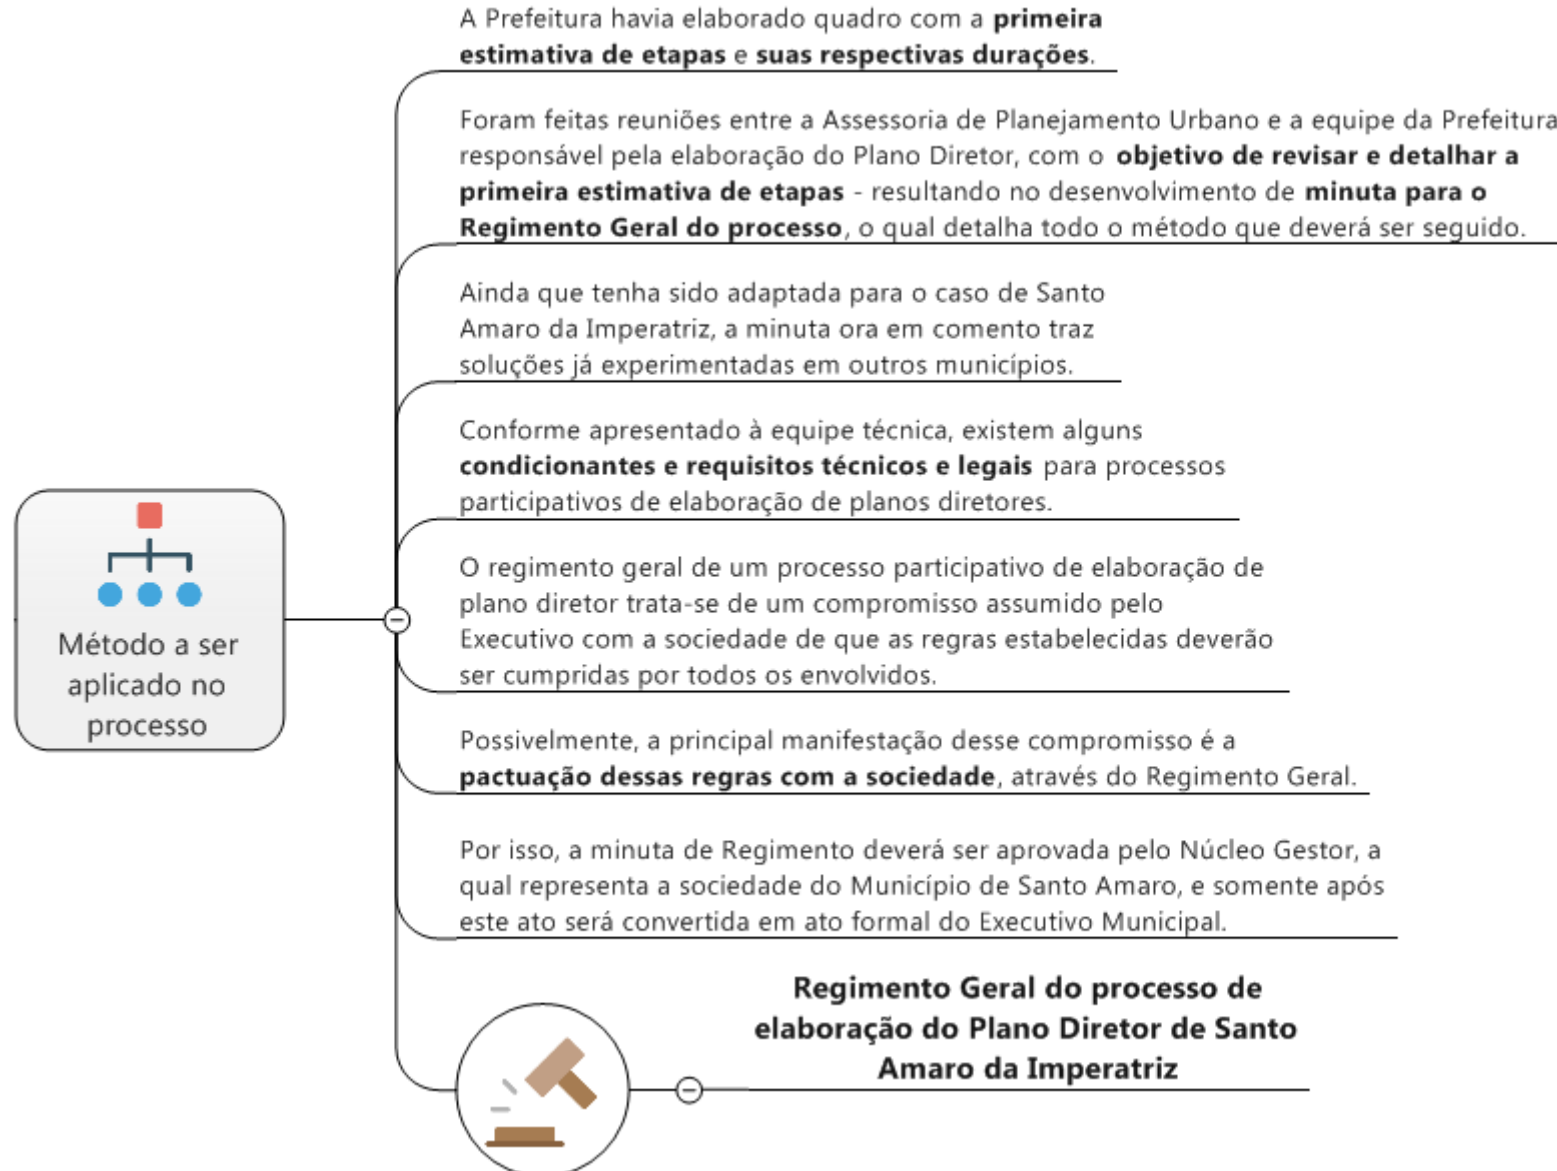 A Prefeitura havia elaborado quadro com a primeira
estimativa de etapas e suas respectivas durações.
Foram feitas reuniões entre a Assessoria de Planejamento Urbano e a equipe da Prefeitura
responsável pela elaboração do Plano Diretor, com o objetivo de revisar e detalhar a
primeira estimativa de etapas - resultando no desenvolvimento de minuta para o
Regimento Geral do processo, o qual detalha todo o método que deverá ser seguido.
Ainda que tenha sido adaptada para o caso de Santo
Amaro da Imperatriz, a minuta ora em comento traz
soluções já experimentadas em outros municípios.
Conforme apresentado à equipe técnica, existem alguns
condicionantes e requisitos técnicos e legais para processos
participativos de elaboração de planos diretores.
Método a ser
aplicado no
processo
O regimento geral de um processo participativo de elaboração de
plano diretor trata-se de um compromisso assumido pelo
Executivo com a sociedade de que as regras estabelecidas deverão
ser cumpridas por todos os envolvidos.
Possivelmente, a principal manifestação desse compromisso é a
pactuação dessas regras com a sociedade, através do Regimento Geral.
Por isso, a minuta de Regimento deverá ser aprovada pelo Núcleo Gestor, a
qual representa a sociedade do Município de Santo Amaro, e somente após
este ato será convertida em ato formal do Executivo Municipal.
Regimento Geral do processo de
elaboração do Plano Diretor de Santo
Amaro da Imperatriz